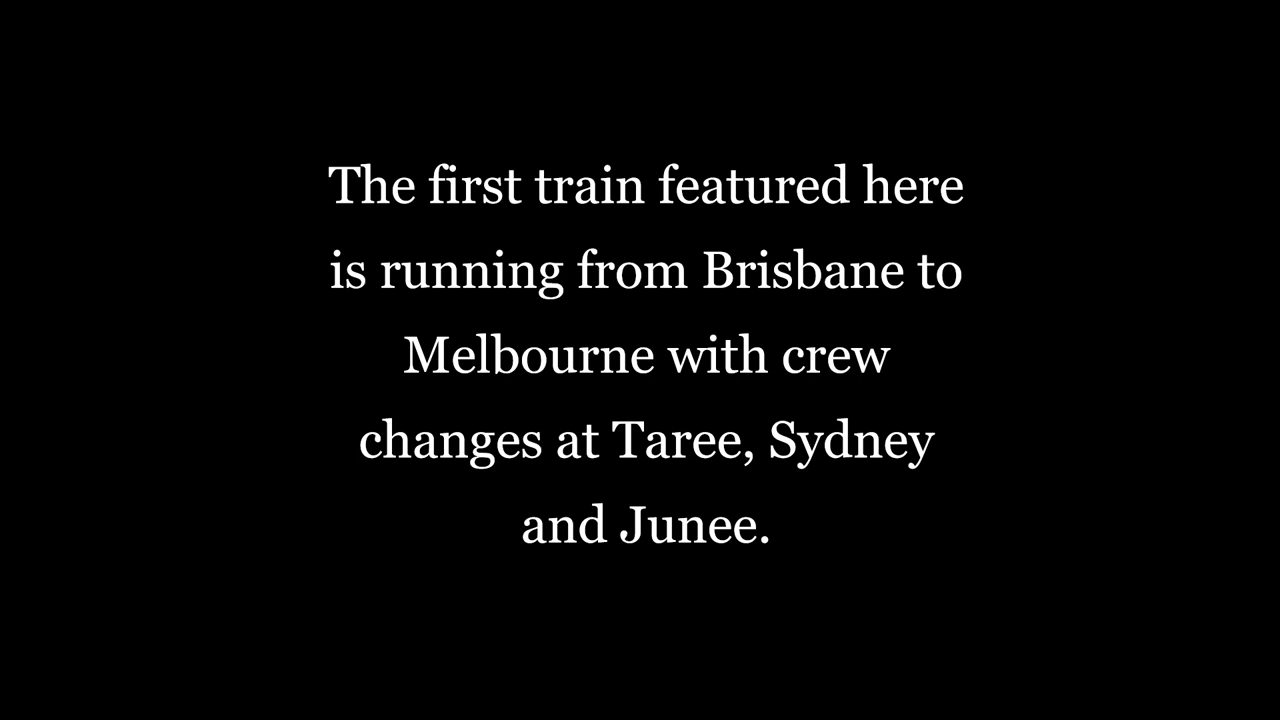 The first train featured here
is running from Brisbane to
Melbourne with crew
changes at Taree, Sydney
and Junee.